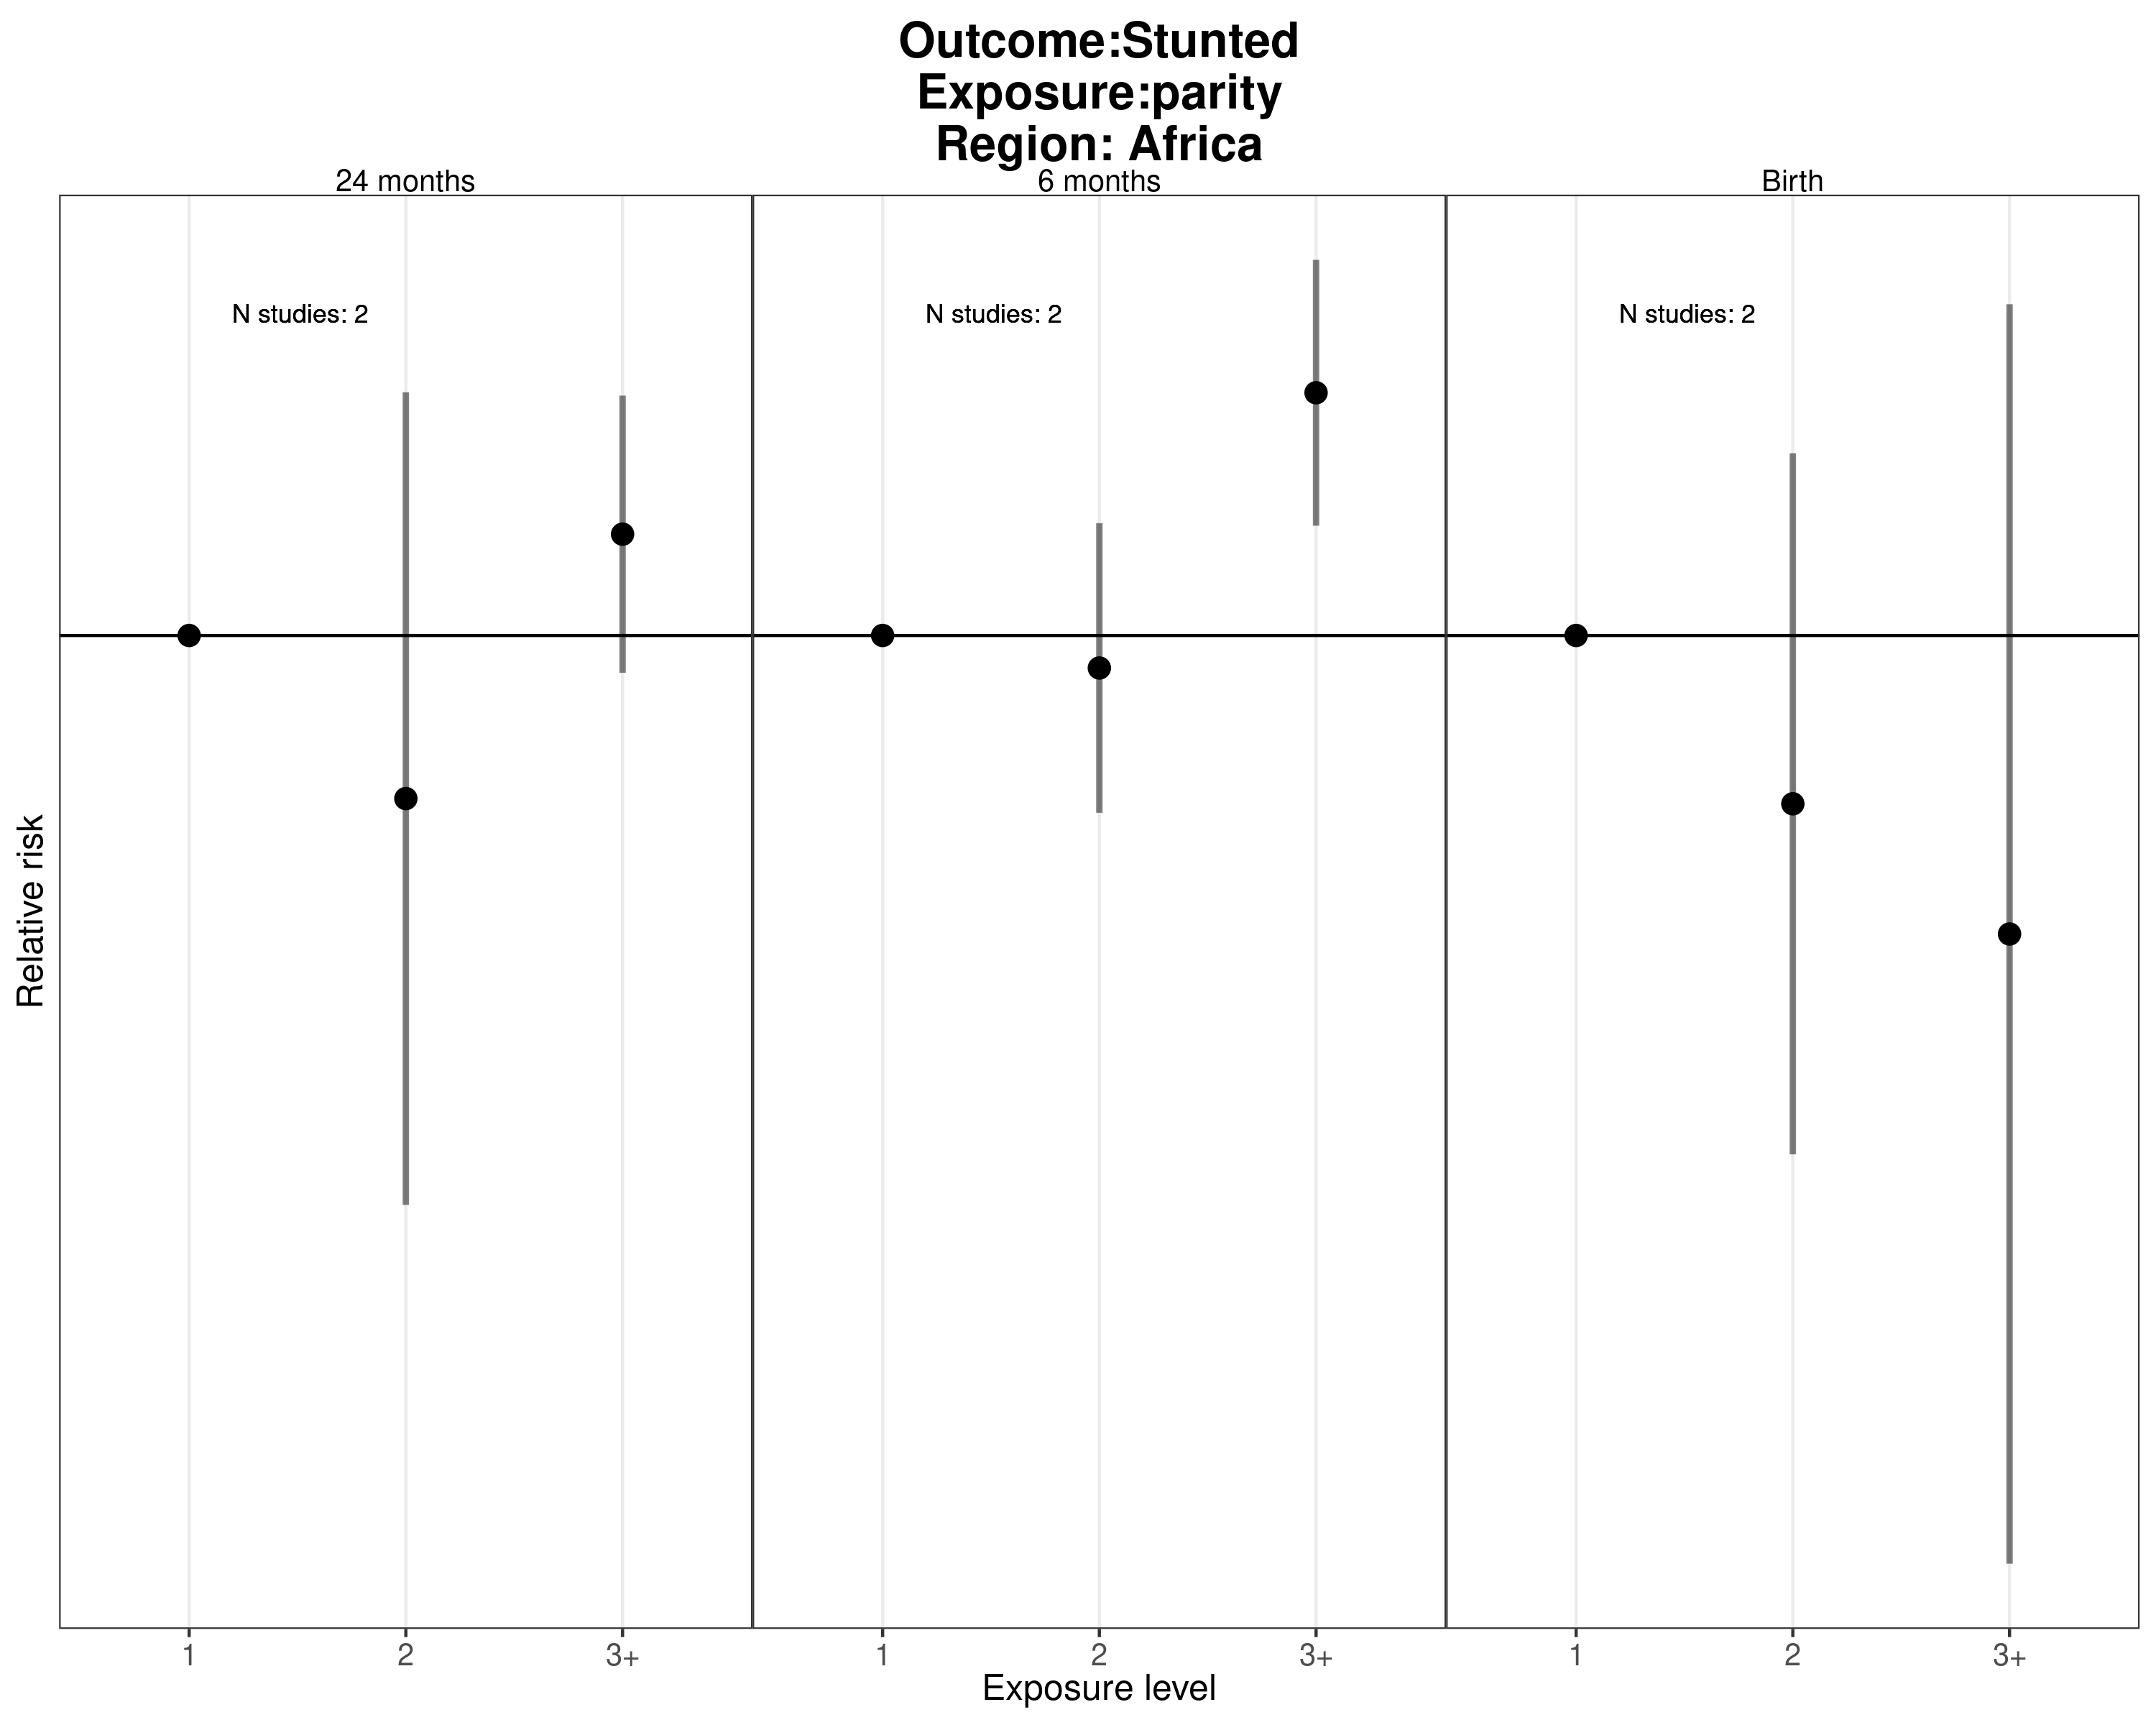 Outcome:Stunted
Exposure:parity
Region: Africa
24 months
6 months
Birth
N studies: 2
N studies: 2
N studies: 2
Relative risk
1
2
3+
1
2
3+
1
2
3+
Exposure level